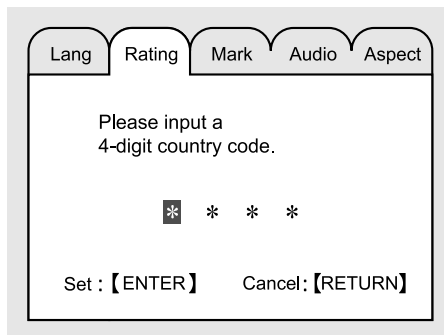 Lang Rating Mark Audio Aspect
Please input a
4-digit country code.
* * * *
Set :【ENTER】 Cancel:【RETURN】